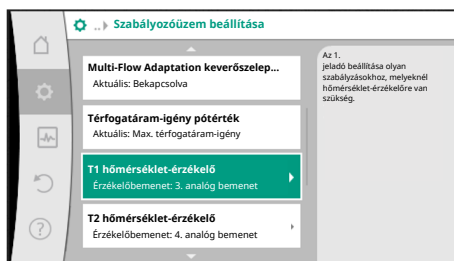 .. Szabályozóüzem beállítása
Multi-Flow Adaptation keverőszelep...
Aktuális: Bekapcsolva
Térfogatáram-igény pótérték
Aktuális: Max. térfogatáram-igény
T1 hőmérséklet-érzékelő
Érzékelőbemenet: 3. analóg bemenet
T2 hőmérséklet-érzékelő
Érzékelőbemenet: 4. analóg bemenet
Az 1.
jeladó beállítása olyan
szabályzásokhoz, melyeknél
hőmérséklet-érzékelőre van
szükség.